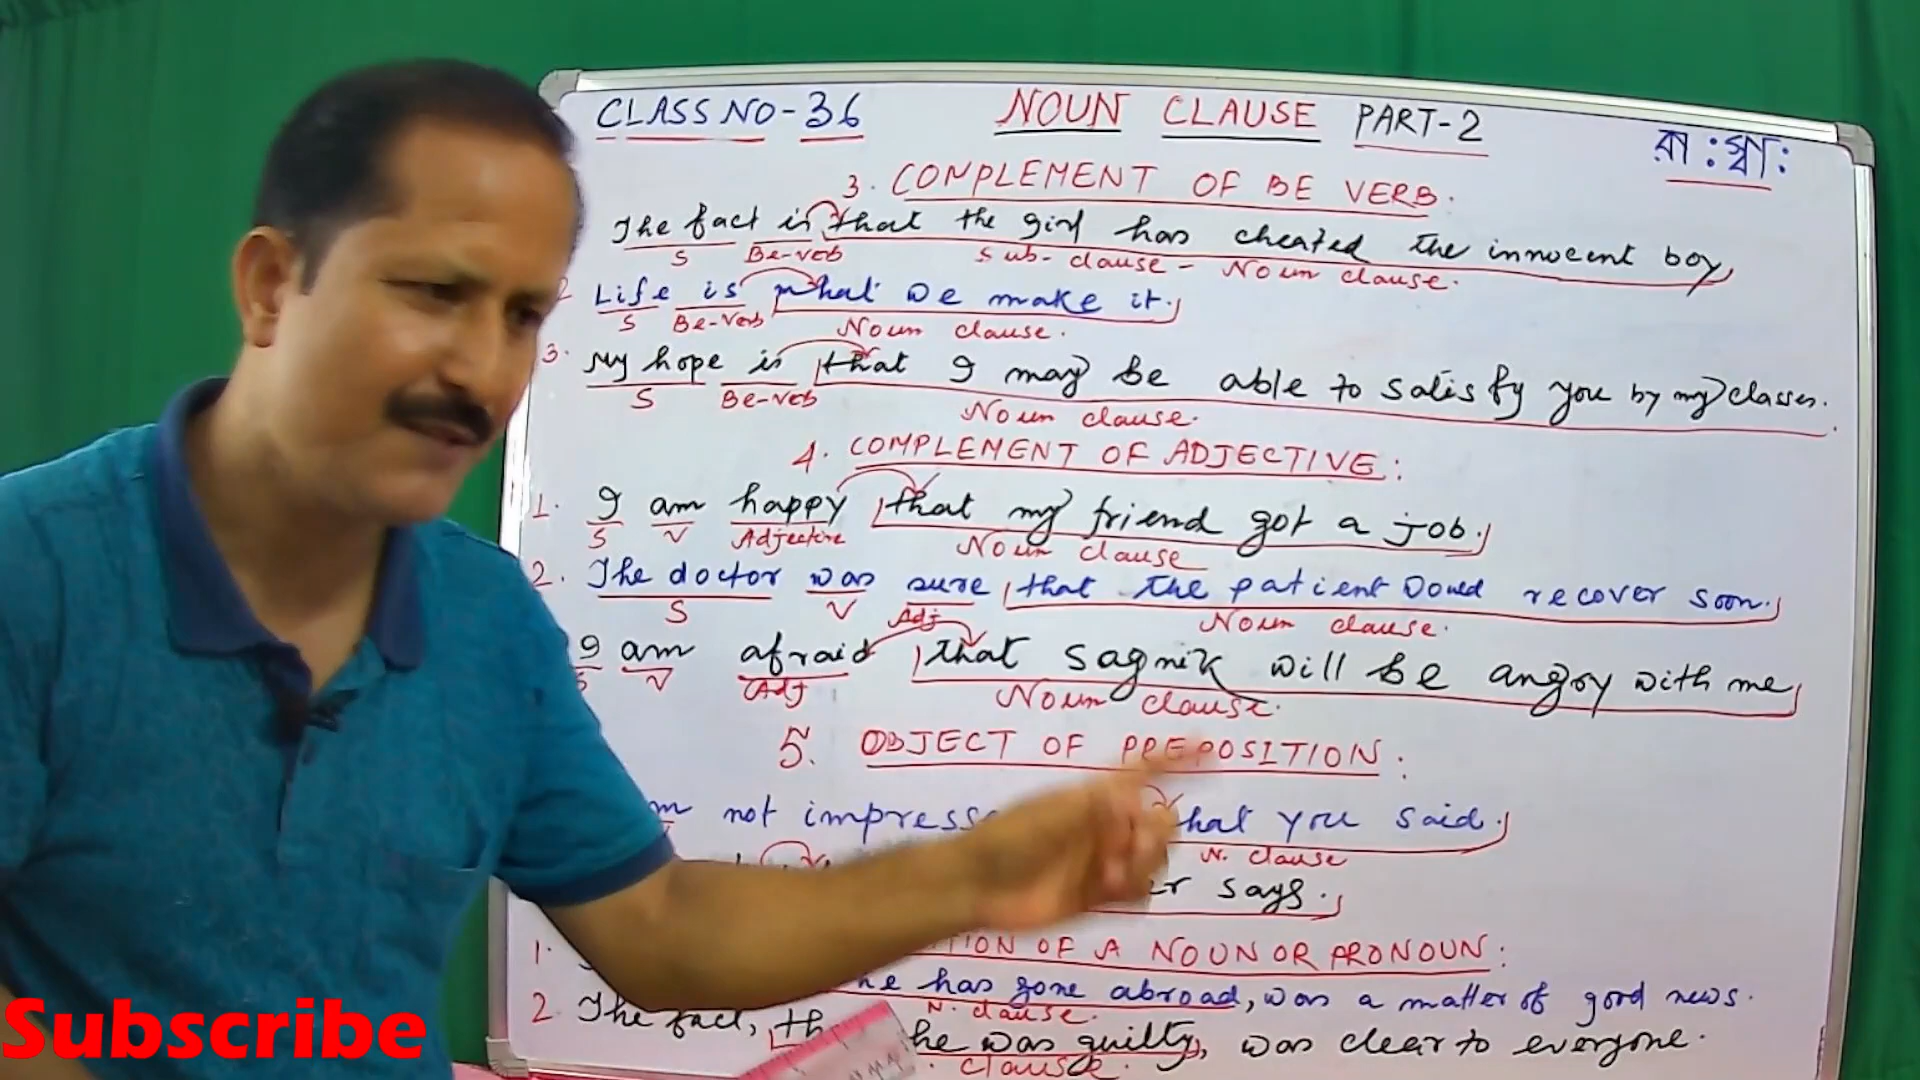 CLASS NO - 36 NOUN CLAUSE PART-2
রা : স্বা :
3. COMPLEMENT OF BE VERB.
The fact is that the girl has cheated the innocent boy
S Be-verb Sub-clause - Noun clause.
Life is what we make it.
S Be-Verb Noun clause.
3. My hope is that I may be able to satisfy you by my classes.
S Be-verb Noun clause.
4. COMPLEMENT OF ADJECTIVE:
1. I am happy that my friend got a job.
S V Adjective Noun clause
2. The doctor was sure that the patient would recover soon.
S V Adj Noun clause.
I am afraid that Sagnik will be angry with me
S V Adj Noun clause.
5. OBJECT OF PREPOSITION:
not impress hat you said.
N. clause
says.
1. OF A NOUN OR PRONOUN:
he has gone abroad, was a matter of good news.
N. clause.
2. The fact, th he was guilty, was clear to everyone.
clause.
Subscribe